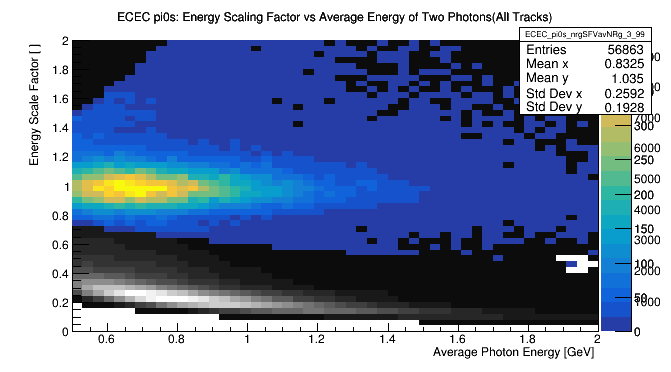 ECEC pi0s: Energy Scaling Factor vs Average Energy of Two Photons(All Tracks)
ECEC_pi0s_nrgSFVavNRg_3_99
Entries 56863
Mean x 0.8325
Mean y 1.035
Std Dev x 0.2592
Std Dev y 0.1928
Energy Scale Factor [ ]
2
1.8
1.6
1.4
1.2
1
0.8
0.6
0.4
0.2
0
0.6 0.8 1 1.2 1.4 1.6 1.8 2
Average Photon Energy [GeV]
300
250
200
150
100
50
0
7000
6000
5000
4000
3000
2000
1000